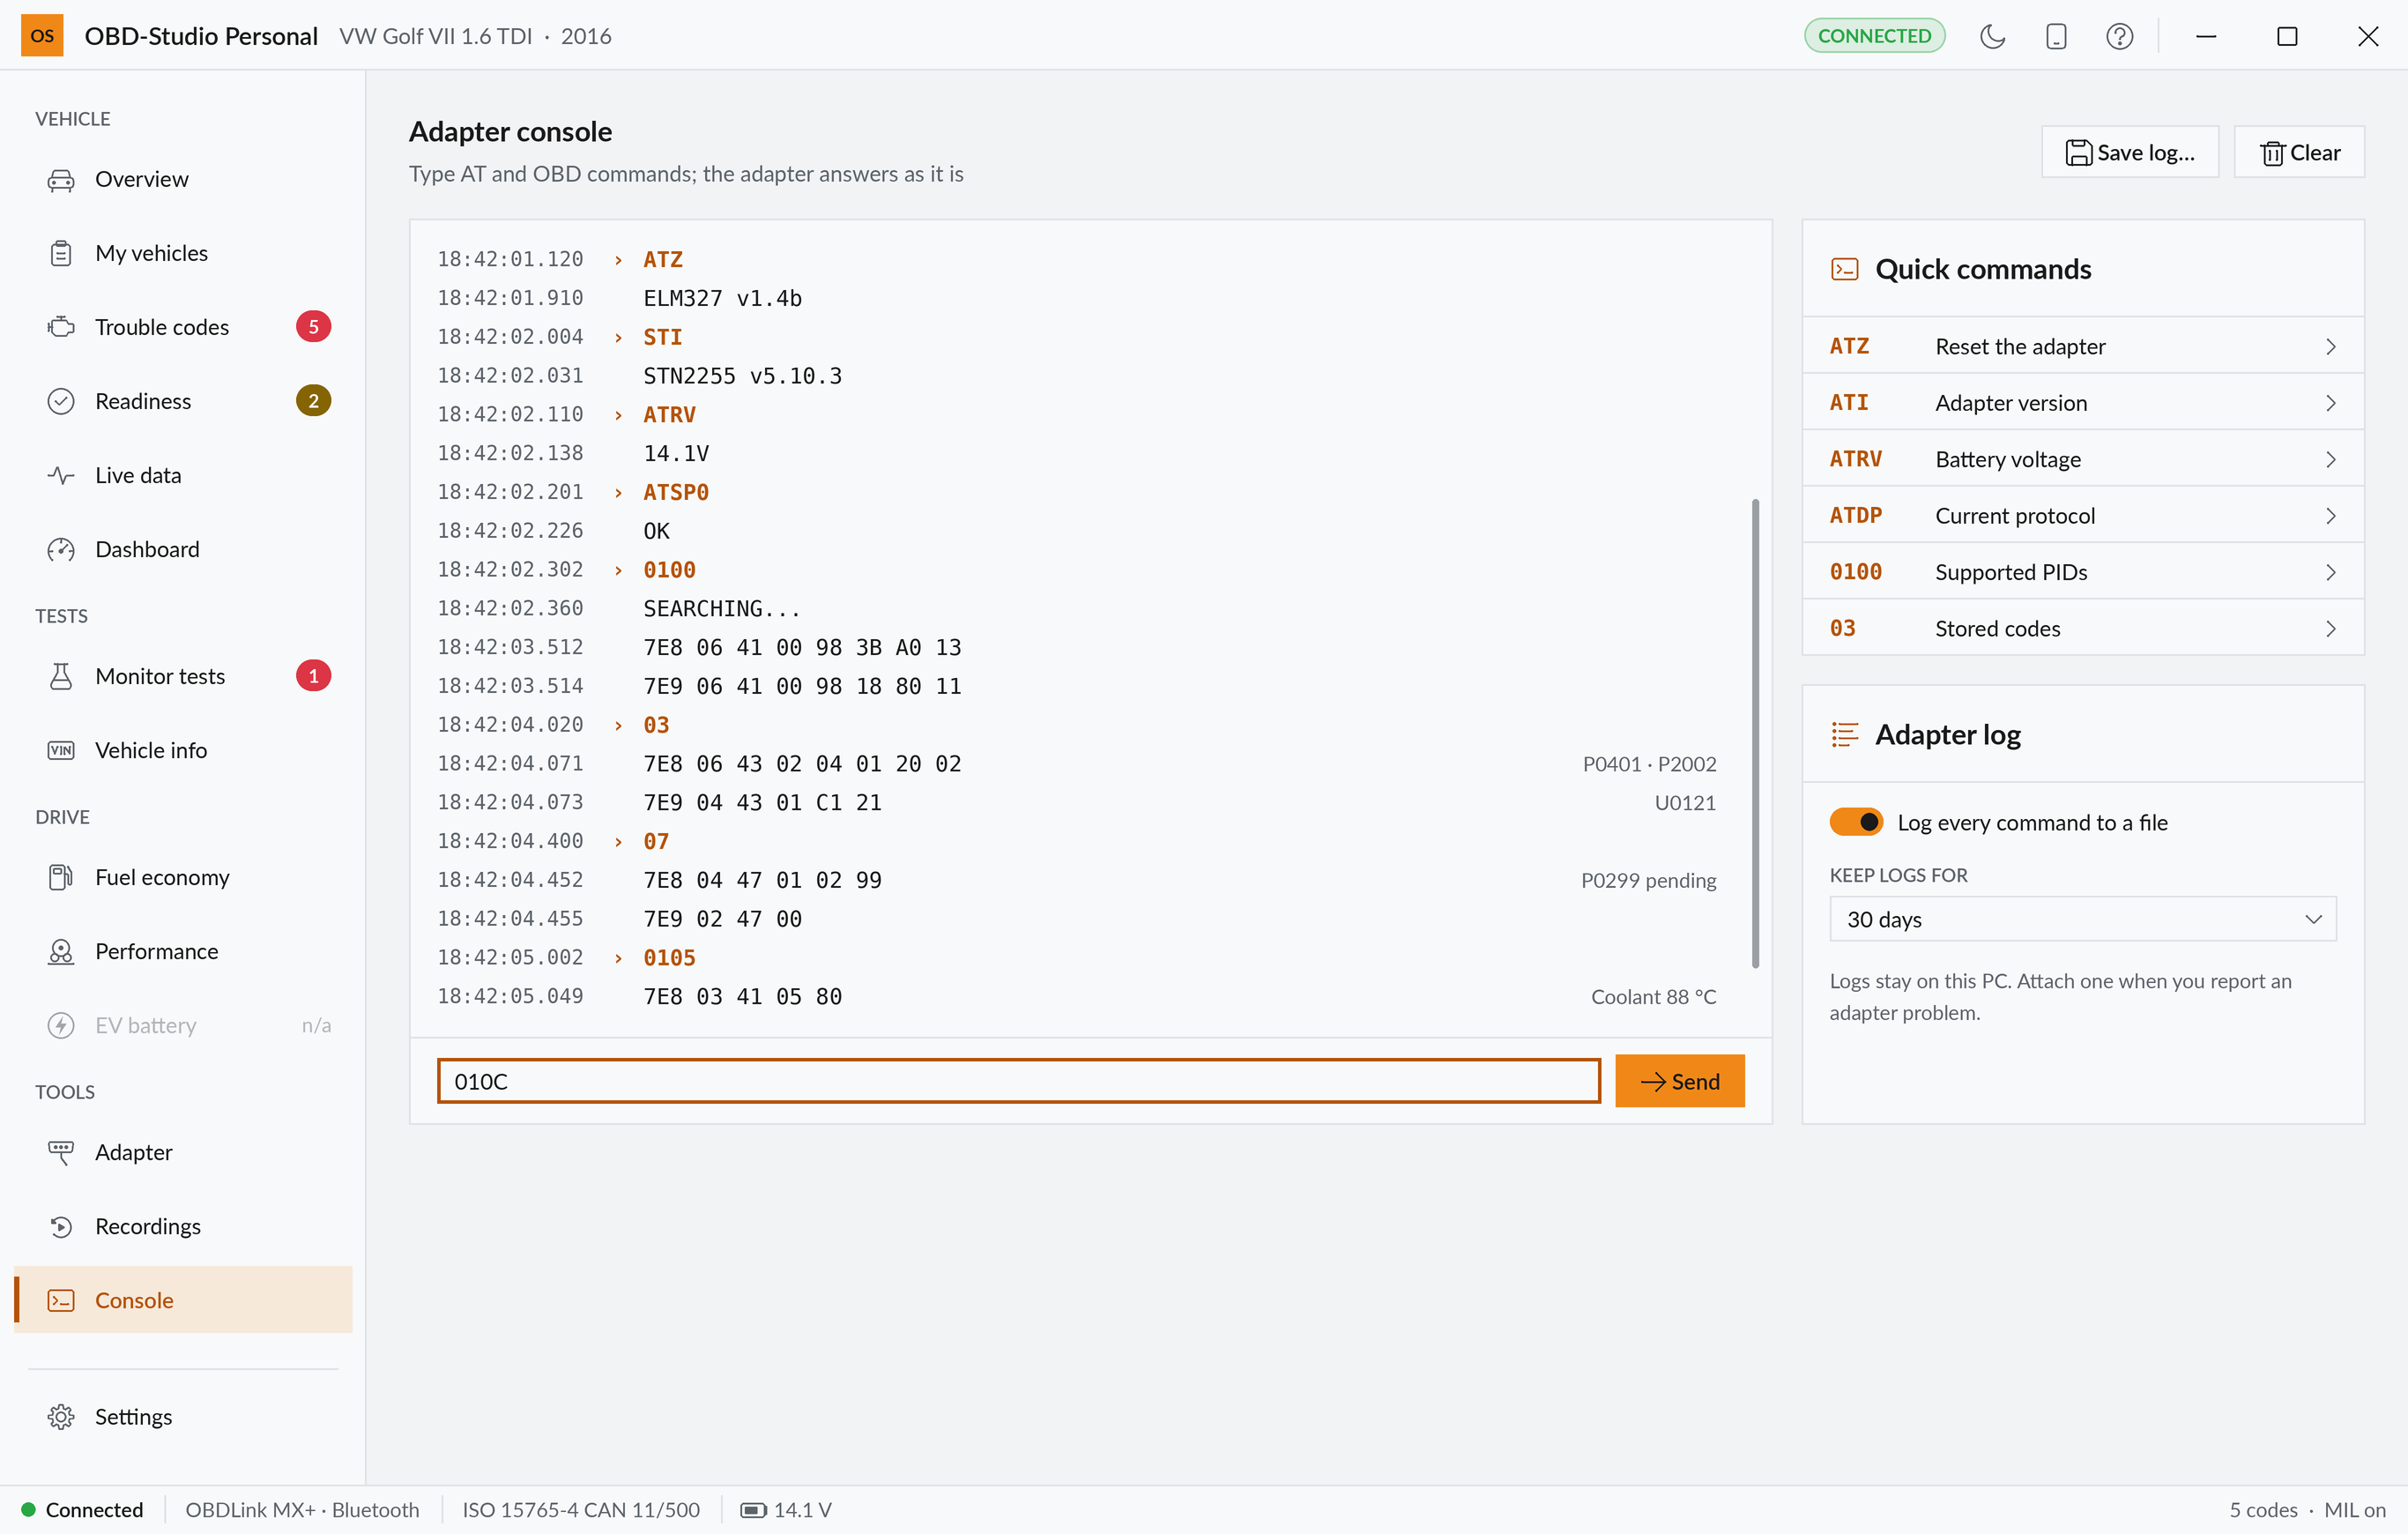 OS OBD-Studio Personal VW Golf VII 1.6 TDI · 2016 CONNECTED
VEHICLE
Overview
My vehicles
Trouble codes 5
Readiness 2
Live data
Dashboard
TESTS
Monitor tests 1
VIN Vehicle info
DRIVE
Fuel economy
Performance
EV battery n/a
TOOLS
Adapter
Recordings
Console
Settings
Adapter console
Type AT and OBD commands; the adapter answers as it is
Save log...
Clear
18:42:01.120 › ATZ
18:42:01.910 ELM327 v1.4b
18:42:02.004 › STI
18:42:02.031 STN2255 v5.10.3
18:42:02.110 › ATRV
18:42:02.138 14.1V
18:42:02.201 › ATSP0
18:42:02.226 OK
18:42:02.302 › 0100
18:42:02.360 SEARCHING...
18:42:03.512 7E8 06 41 00 98 3B A0 13
18:42:03.514 7E9 06 41 00 98 18 80 11
18:42:04.020 › 03
18:42:04.071 7E8 06 43 02 04 01 20 02 P0401 · P2002
18:42:04.073 7E9 04 43 01 C1 21 U0121
18:42:04.400 › 07
18:42:04.452 7E8 04 47 01 02 99 P0299 pending
18:42:04.455 7E9 02 47 00
18:42:05.002 › 0105
18:42:05.049 7E8 03 41 05 80 Coolant 88 °C
010C
Send
Quick commands
ATZ Reset the adapter
ATI Adapter version
ATRV Battery voltage
ATDP Current protocol
0100 Supported PIDs
03 Stored codes
Adapter log
Log every command to a file
KEEP LOGS FOR
30 days
Logs stay on this PC. Attach one when you report an
adapter problem.
Connected OBDLink MX+ · Bluetooth ISO 15765-4 CAN 11/500 14.1 V 5 codes · MIL on